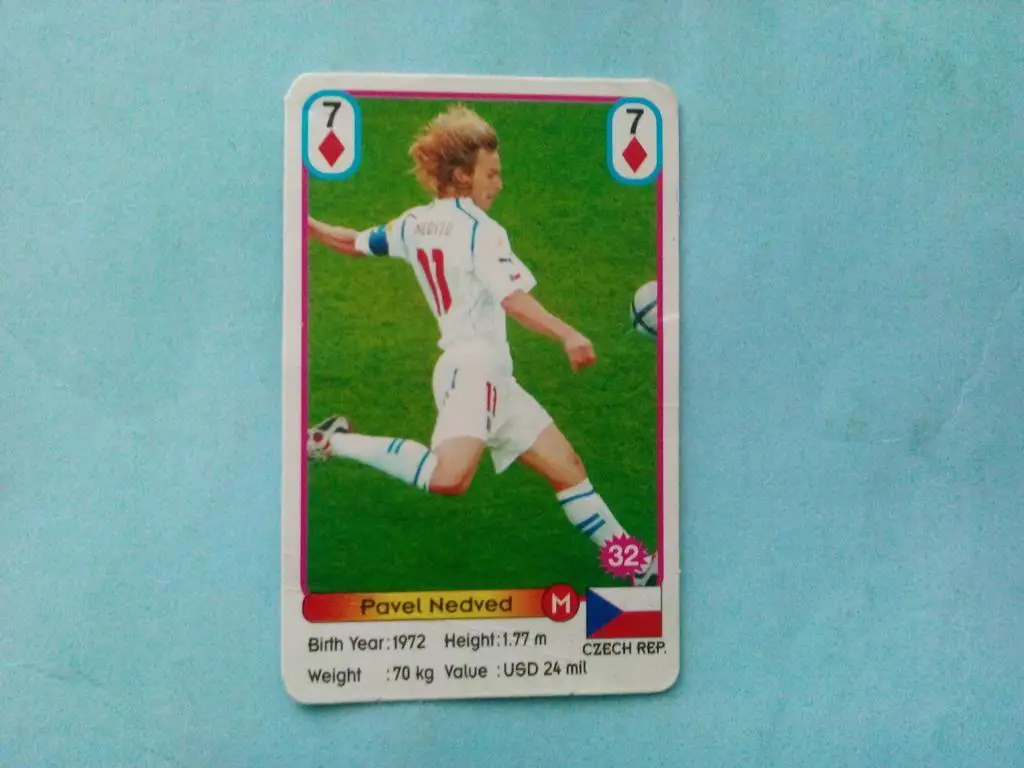 7 7
NEDVED
11
11
32
Pavel Nedved M
Birth Year:1972 Height:1.77 m
CZECH REP.
Weight :70 kg Value :USD 24 mil